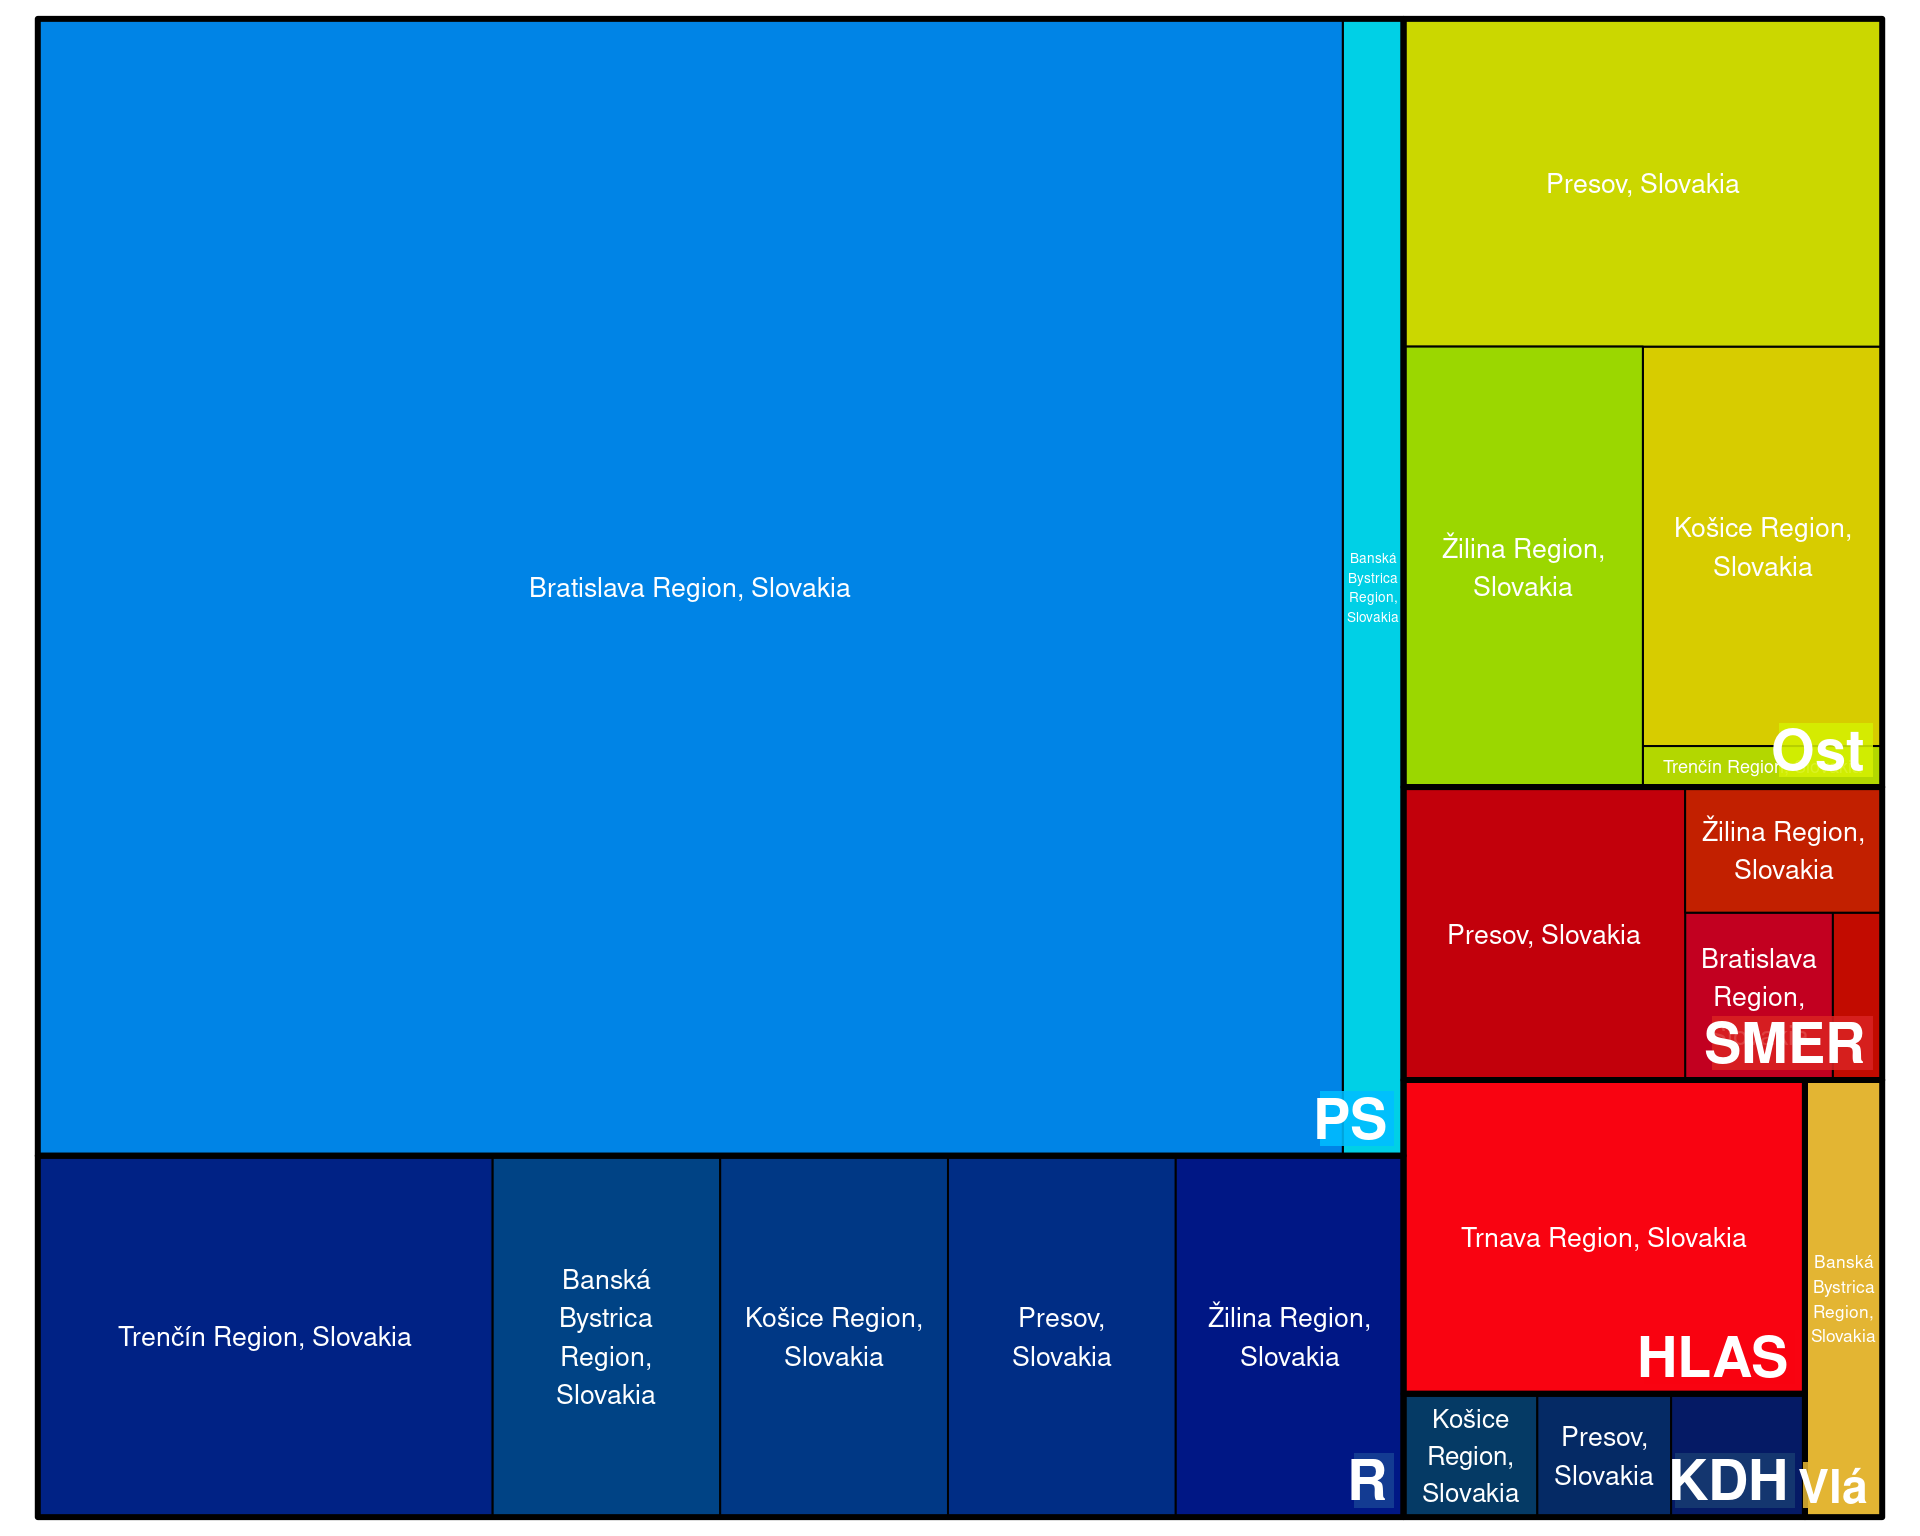 Bratislava Region, Slovakia
Banská
Bystrica
Region,
Slovakia
PS
Trenčín Region, Slovakia
Banská
Bystrica
Region,
Slovakia
Košice Region,
Slovakia
Presov,
Slovakia
Žilina Region,
Slovakia
R
Presov, Slovakia
Žilina Region,
Slovakia
Košice Region,
Slovakia
Trenčín Region
Ost
Presov, Slovakia
Žilina Region,
Slovakia
Bratislava
Region,
SMER
Trnava Region, Slovakia
HLAS
Banská
Bystrica
Region,
Slovakia
Vlá
Košice
Region,
Slovakia
Presov,
Slovakia
KDH